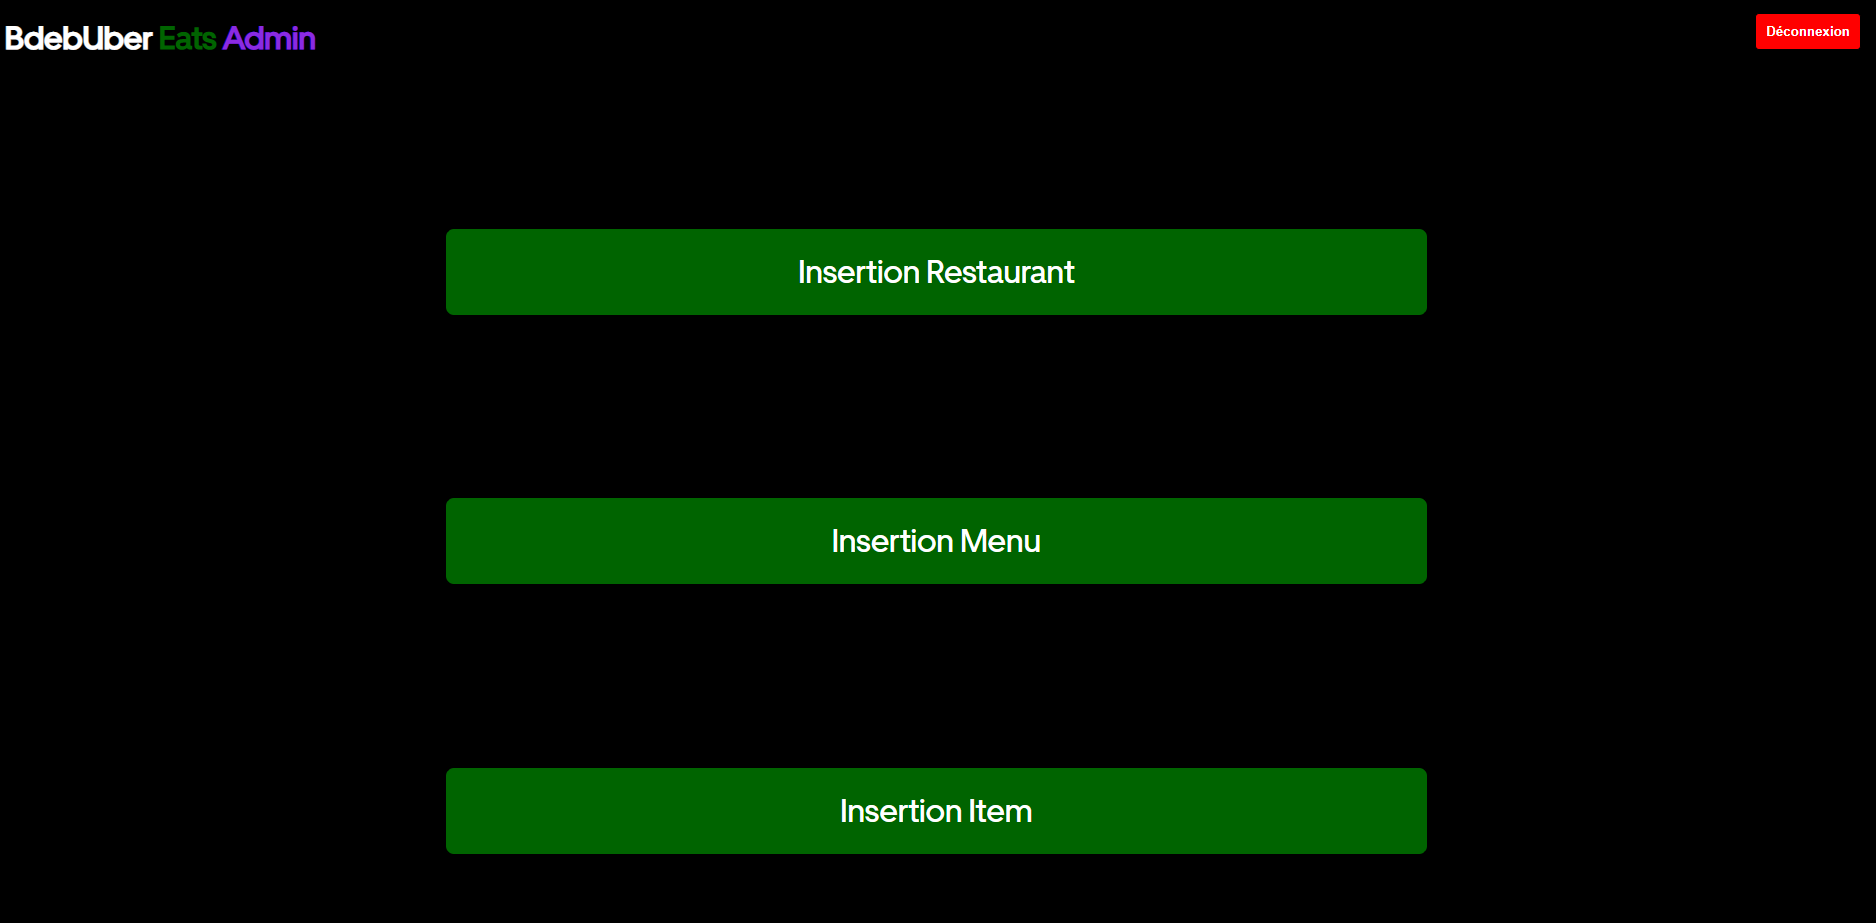 BdebUber Eats Admin
Déconnexion
Insertion Restaurant
Insertion Menu
Insertion Item